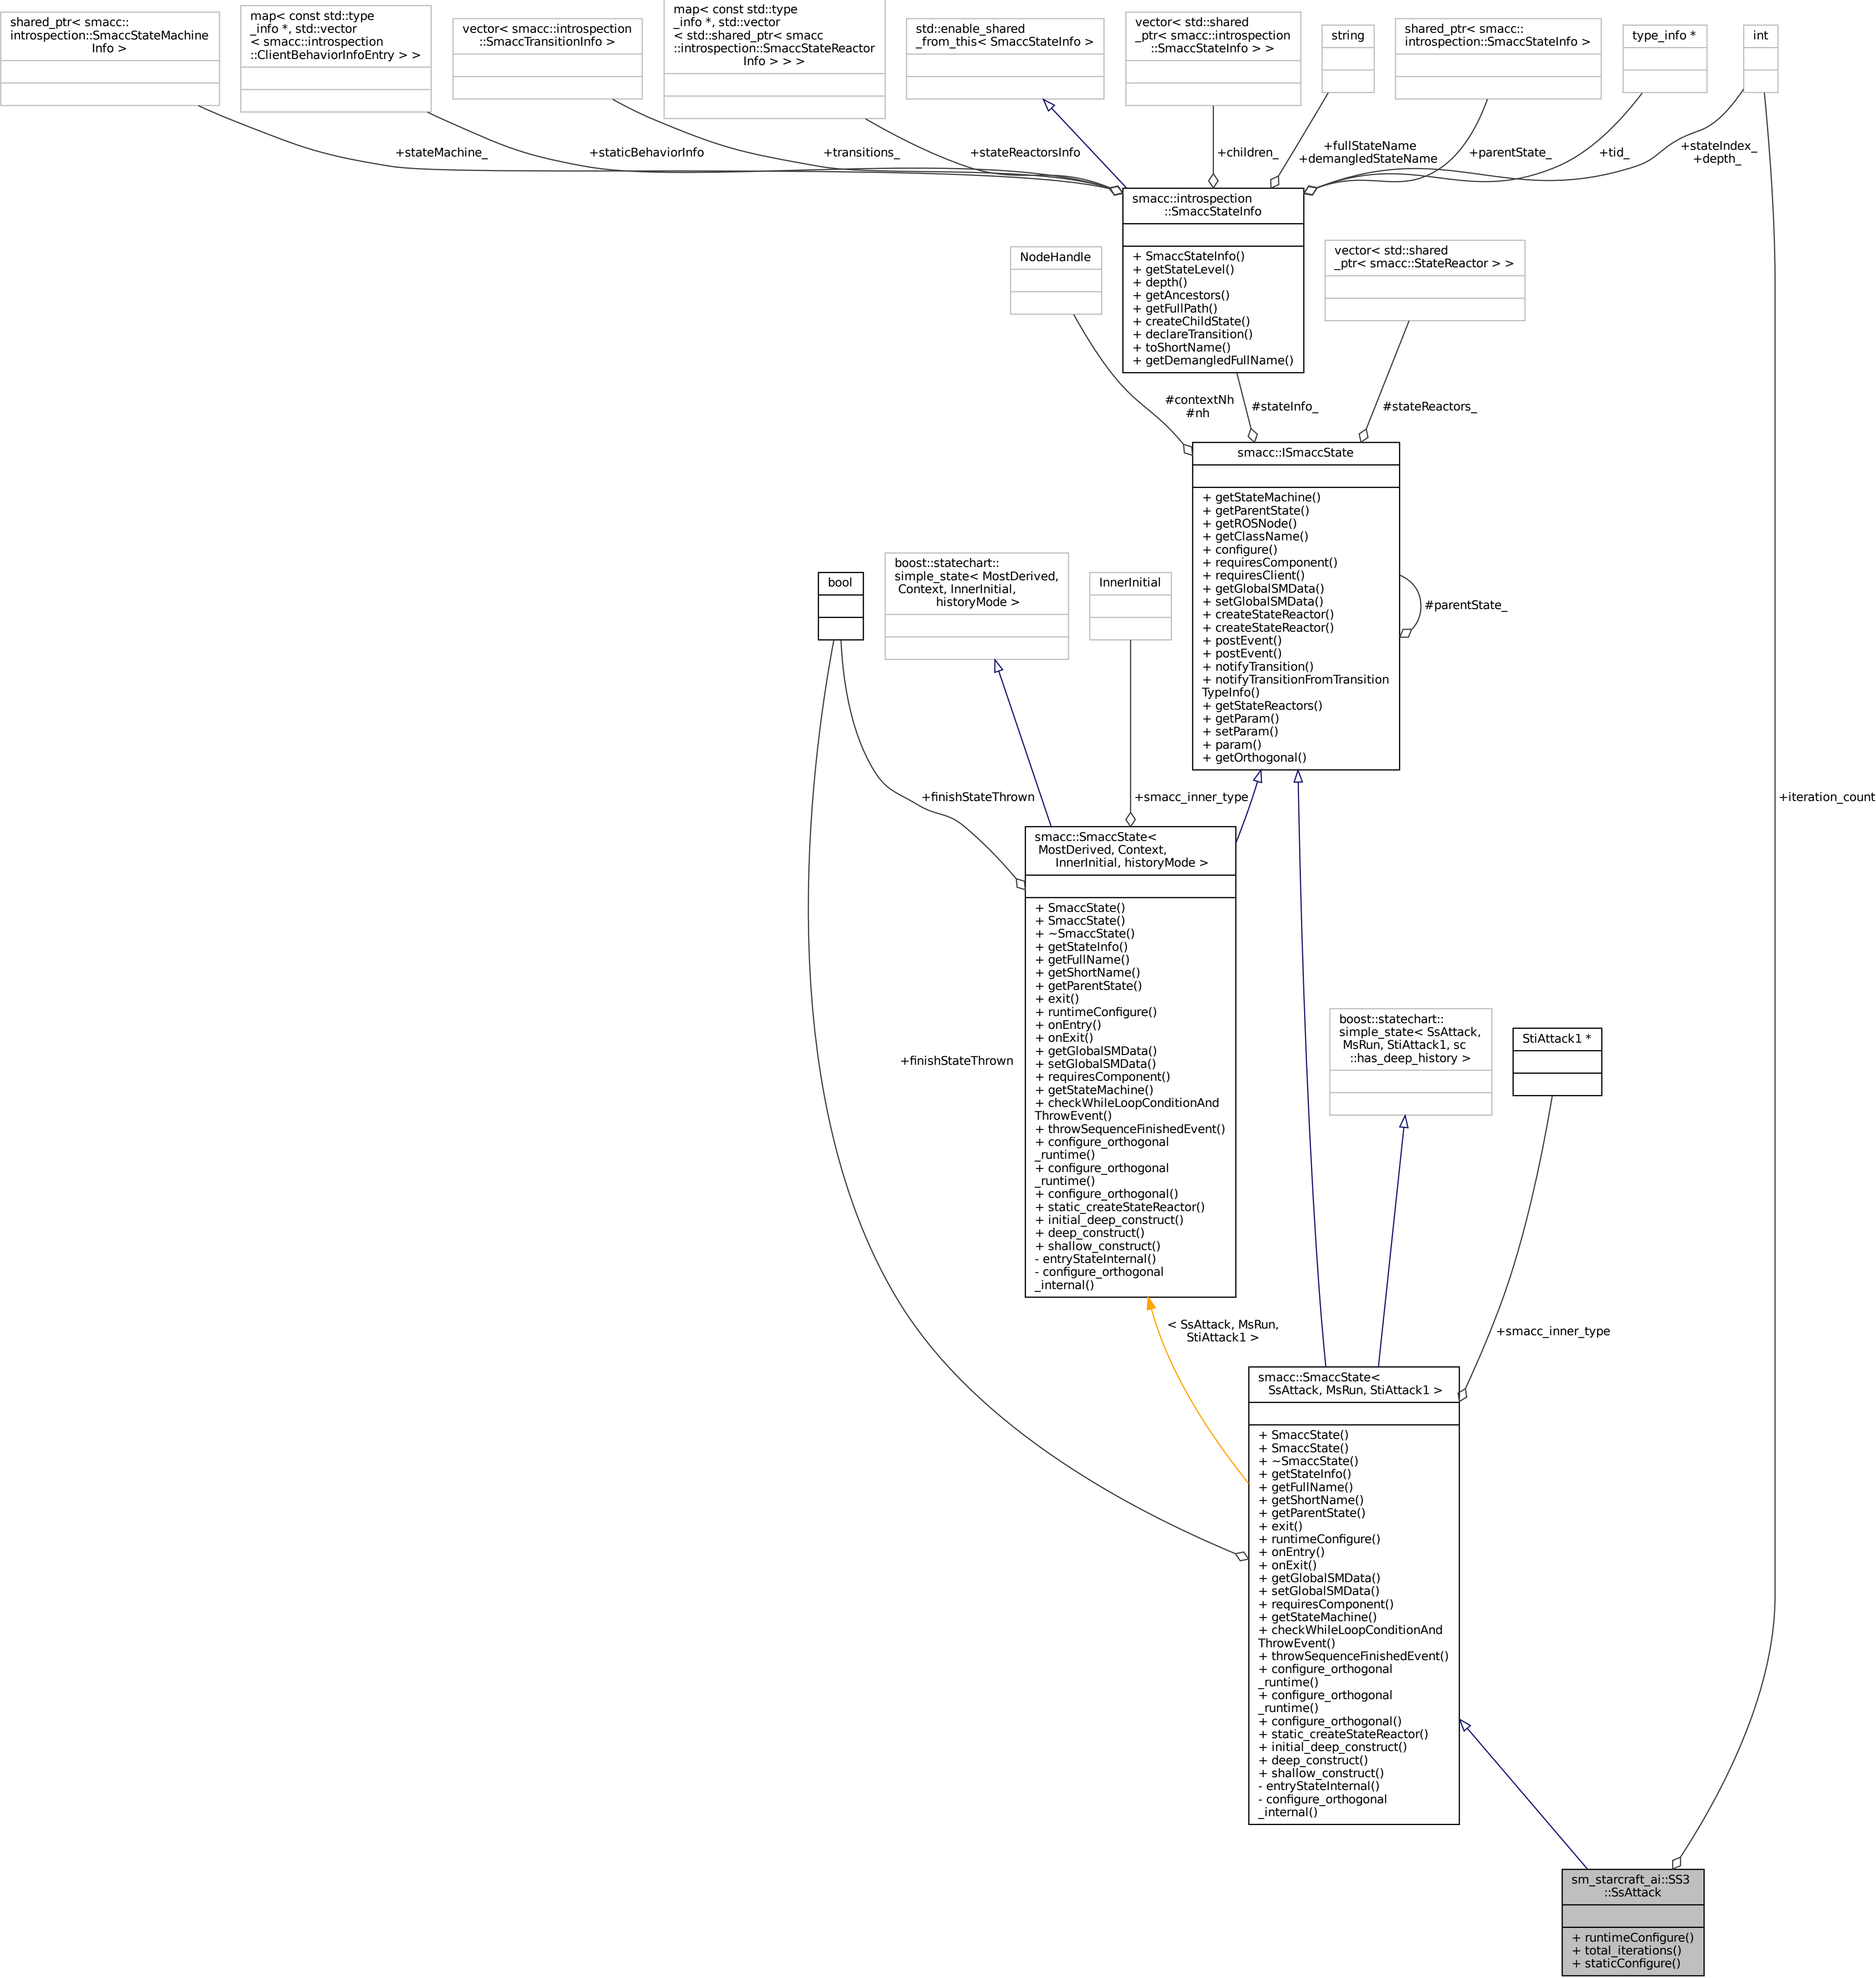 shared_ptr< smacc::
introspection::SmaccStateMachine
Info >
map< const std::type
_info *, std::vector
< smacc::introspection
::ClientBehaviorInfoEntry > >
vector< smacc::introspection
::SmaccTransitionInfo >
map< const std::type
_info *, std::vector
< std::shared_ptr< smacc
::introspection::SmaccStateReactor
Info > > >
std::enable_shared
_from_this< SmaccStateInfo >
vector< std::shared
_ptr< smacc::introspection
::SmaccStateInfo > >
string
shared_ptr< smacc::
introspection::SmaccStateInfo >
type_info *
int
+stateMachine_
+staticBehaviorInfo
+transitions_
+stateReactorsInfo
+children_
+fullStateName
+demangledStateName
+parentState_
+tid_
+stateIndex_
+depth_
smacc::introspection
::SmaccStateInfo
+ SmaccStateInfo()
+ getStateLevel()
+ depth()
+ getAncestors()
+ getFullPath()
+ createChildState()
+ declareTransition()
+ toShortName()
+ getDemangledFullName()
NodeHandle
vector< std::shared
_ptr< smacc::StateReactor > >
#contextNh
#nh
#stateInfo_
#stateReactors_
smacc::ISmaccState
+ getStateMachine()
+ getParentState()
+ getROSNode()
+ getClassName()
+ configure()
+ requiresComponent()
+ requiresClient()
+ getGlobalSMData()
+ setGlobalSMData()
+ createStateReactor()
+ createStateReactor()
+ postEvent()
+ postEvent()
+ notifyTransition()
+ notifyTransitionFromTransition
TypeInfo()
+ getStateReactors()
+ getParam()
+ setParam()
+ param()
+ getOrthogonal()
#parentState_
bool
boost::statechart::
simple_state< MostDerived,
Context, InnerInitial,
historyMode >
InnerInitial
+finishStateThrown
+smacc_inner_type
+iteration_count
smacc::SmaccState<
MostDerived, Context,
InnerInitial, historyMode >
+ SmaccState()
+ SmaccState()
+ ~SmaccState()
+ getStateInfo()
+ getFullName()
+ getShortName()
+ getParentState()
+ exit()
+ runtimeConfigure()
+ onEntry()
+ onExit()
+ getGlobalSMData()
+ setGlobalSMData()
+ requiresComponent()
+ getStateMachine()
+ checkWhileLoopConditionAnd
ThrowEvent()
+ throwSequenceFinishedEvent()
+ configure_orthogonal
_runtime()
+ configure_orthogonal
_runtime()
+ configure_orthogonal()
+ static_createStateReactor()
+ initial_deep_construct()
+ deep_construct()
+ shallow_construct()
- entryStateInternal()
- configure_orthogonal
_internal()
+finishStateThrown
boost::statechart::
simple_state< SsAttack,
MsRun, StiAttack1, sc
::has_deep_history >
StiAttack1 *
< SsAttack, MsRun,
StiAttack1 >
+smacc_inner_type
smacc::SmaccState<
SsAttack, MsRun, StiAttack1 >
+ SmaccState()
+ SmaccState()
+ ~SmaccState()
+ getStateInfo()
+ getFullName()
+ getShortName()
+ getParentState()
+ exit()
+ runtimeConfigure()
+ onEntry()
+ onExit()
+ getGlobalSMData()
+ setGlobalSMData()
+ requiresComponent()
+ getStateMachine()
+ checkWhileLoopConditionAnd
ThrowEvent()
+ throwSequenceFinishedEvent()
+ configure_orthogonal
_runtime()
+ configure_orthogonal
_runtime()
+ configure_orthogonal()
+ static_createStateReactor()
+ initial_deep_construct()
+ deep_construct()
+ shallow_construct()
- entryStateInternal()
- configure_orthogonal
_internal()
sm_starcraft_ai::SS3
::SsAttack
+ runtimeConfigure()
+ total_iterations()
+ staticConfigure()